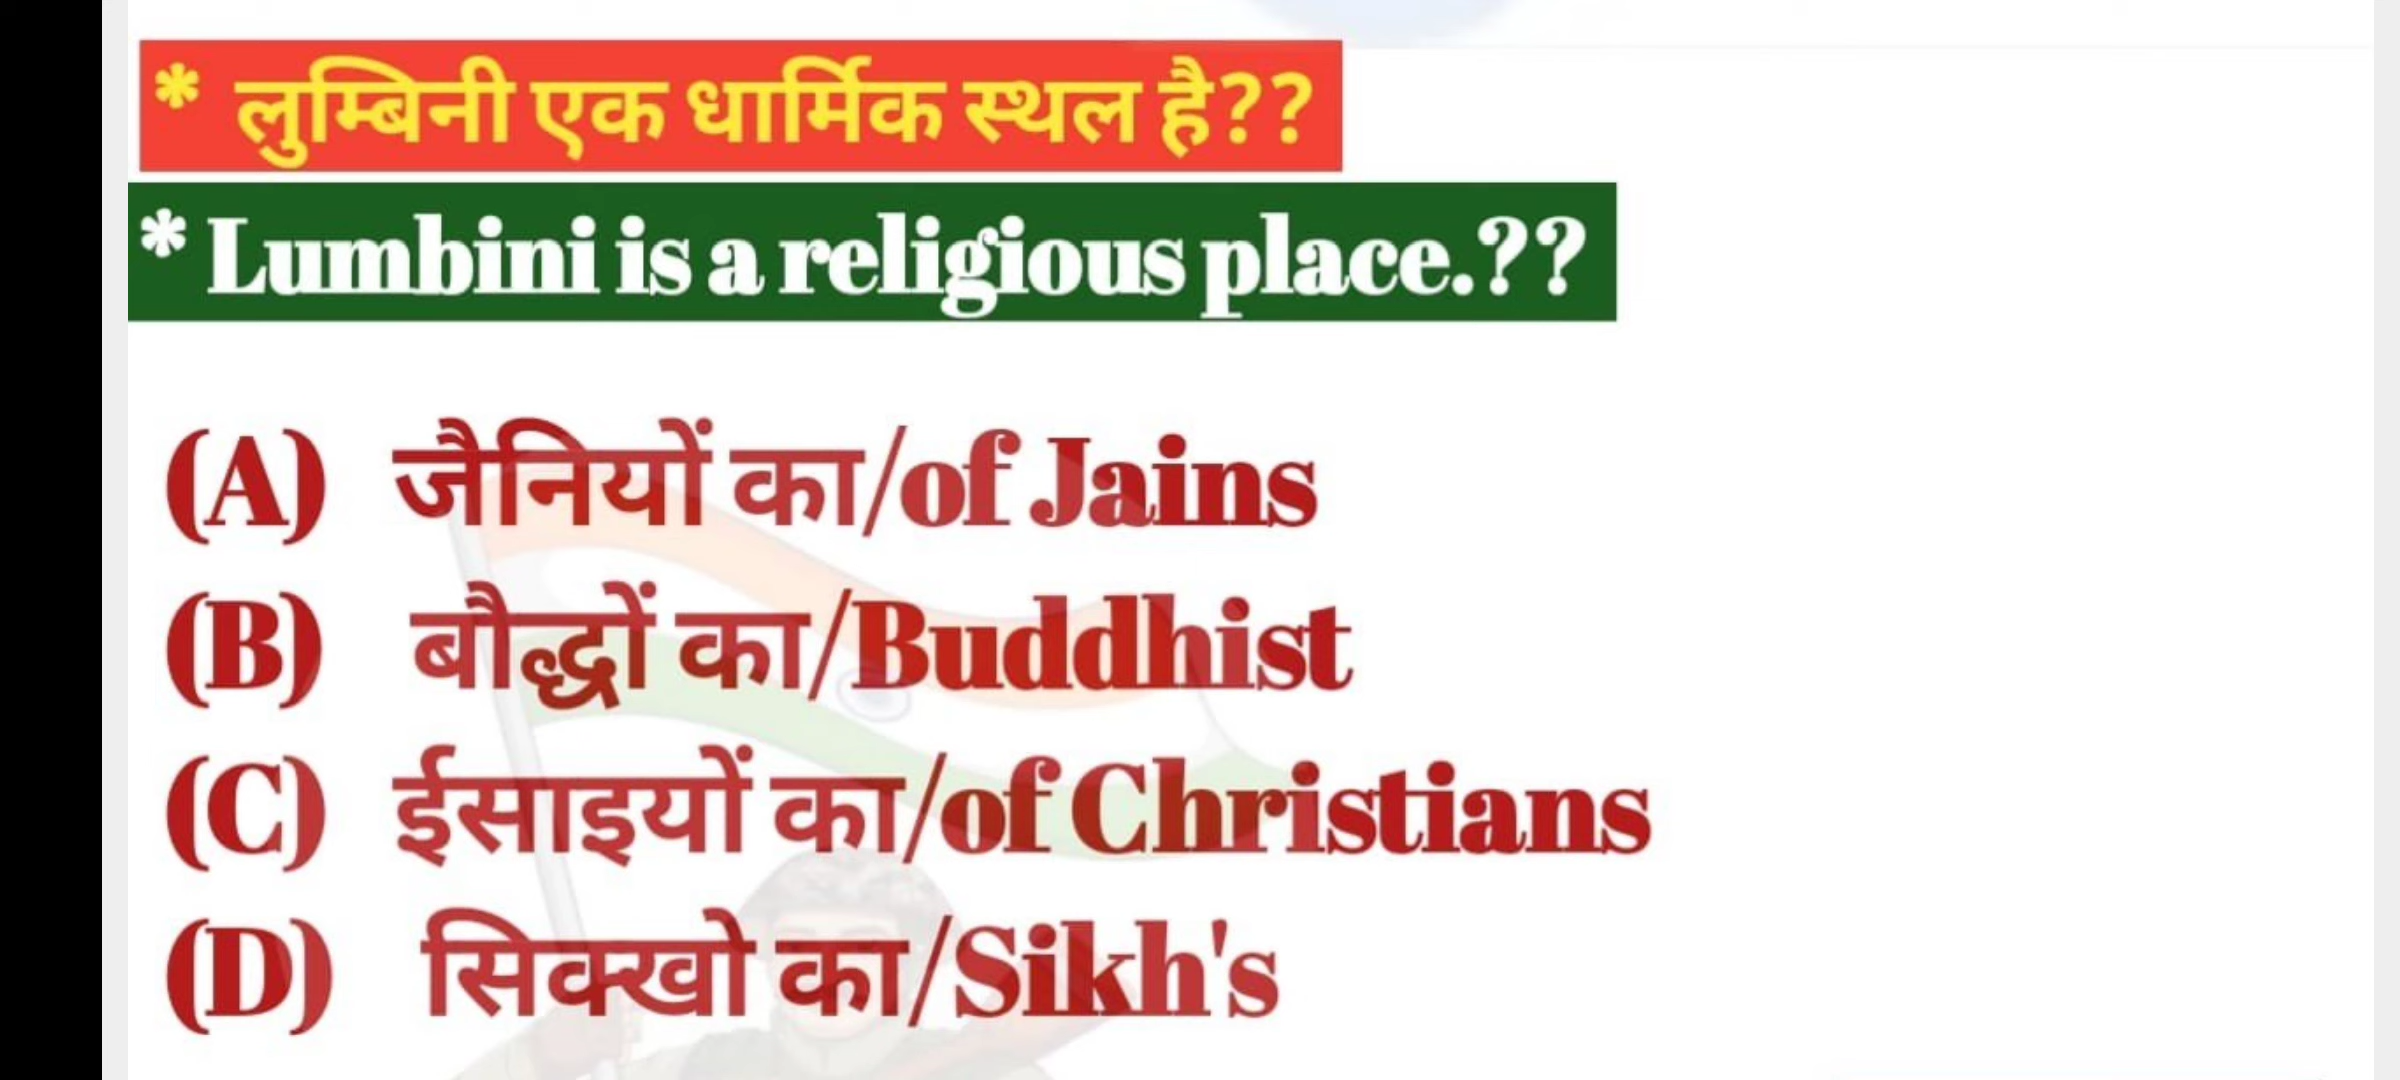 * लुम्बिनी एक धार्मिक स्थल है??
* Lumbini is a religious place.??
(A) जैनियों का/of Jains
(B) बौद्धों का/Buddhist
(C) ईसाइयों का/of Christians
(D) सिक्खो का/Sikh's